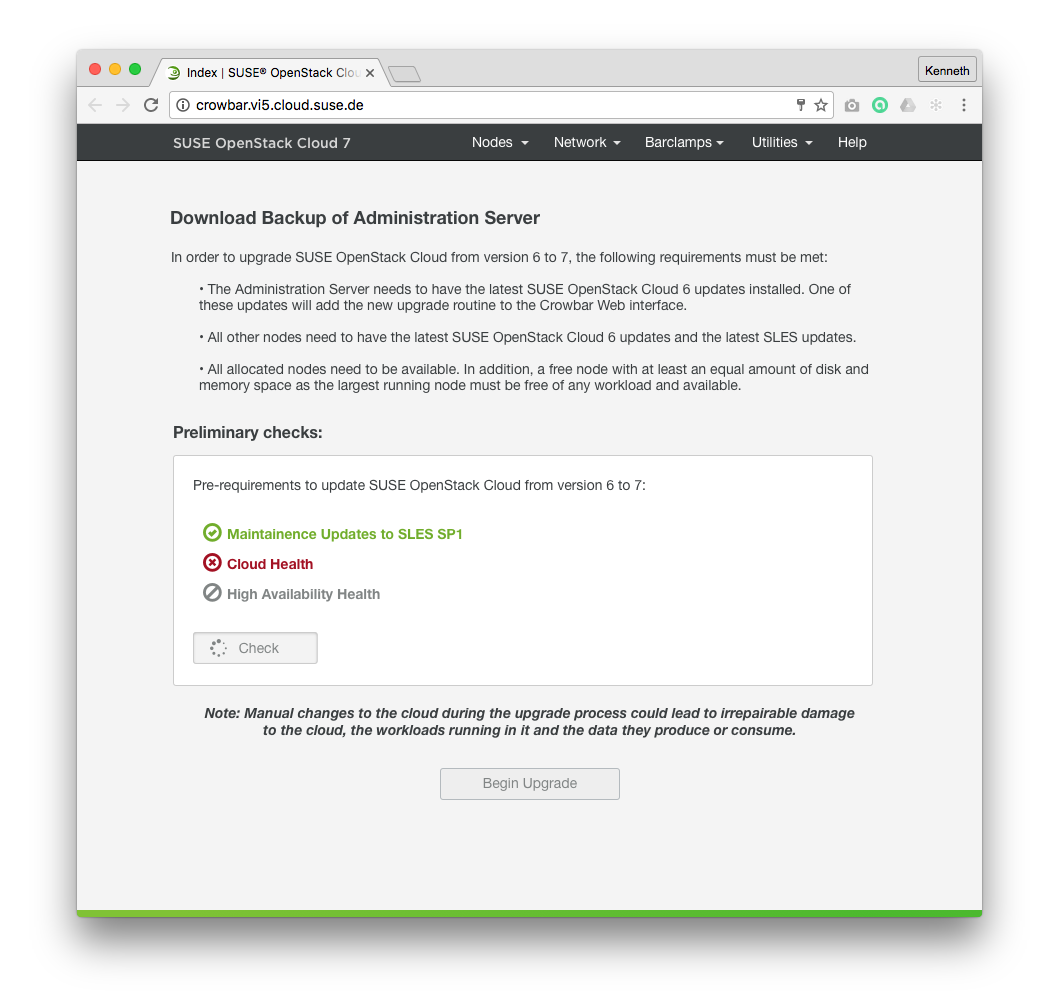 Index | SUSE® OpenStack Clou
Kenneth
crowbar.vi5.cloud.suse.de
SUSE OpenStack Cloud 7 Nodes Network Barclamps Utilities Help
Download Backup of Administration Server
In order to upgrade SUSE OpenStack Cloud from version 6 to 7, the following requirements must be met:
• The Administration Server needs to have the latest SUSE OpenStack Cloud 6 updates installed. One of
these updates will add the new upgrade routine to the Crowbar Web interface.
• All other nodes need to have the latest SUSE OpenStack Cloud 6 updates and the latest SLES updates.
• All allocated nodes need to be available. In addition, a free node with at least an equal amount of disk and
memory space as the largest running node must be free of any workload and available.
Preliminary checks:
Pre-requirements to update SUSE OpenStack Cloud from version 6 to 7:
Maintainence Updates to SLES SP1
Cloud Health
High Availability Health
Check
Note: Manual changes to the cloud during the upgrade process could lead to irrepairable damage
to the cloud, the workloads running in it and the data they produce or consume.
Begin Upgrade